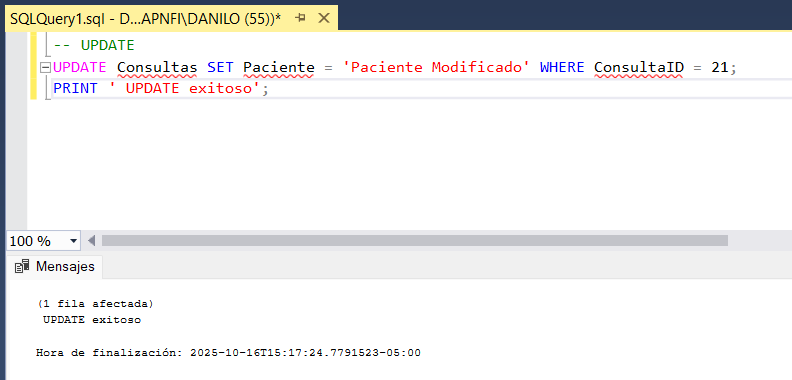 SQLQuery1.sql - D...APNFI\DANILO (55))*
-- UPDATE
UPDATE Consultas SET Paciente = 'Paciente Modificado' WHERE ConsultaID = 21;
PRINT ' UPDATE exitoso';
100 %
Mensajes
(1 fila afectada)
UPDATE exitoso
Hora de finalización: 2025-10-16T15:17:24.7791523-05:00